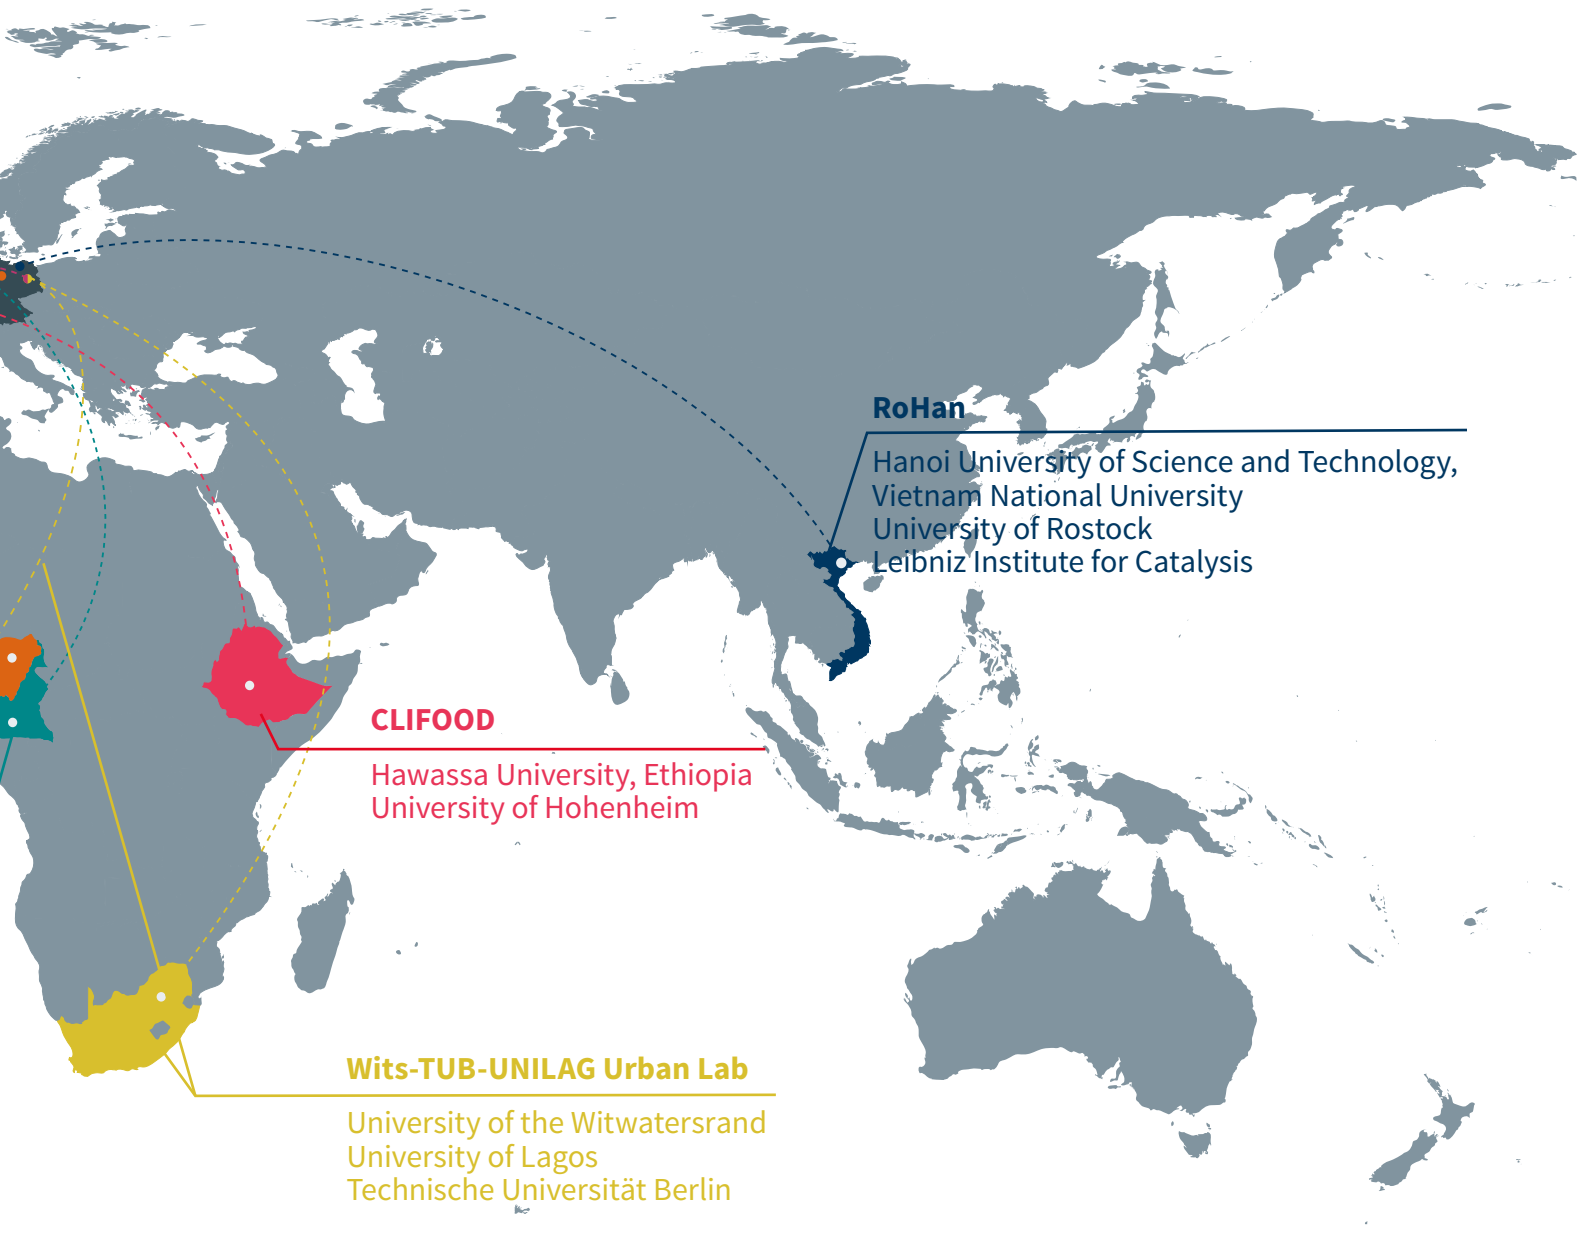 RoHan
Hanoi University of Science and Technology,
Vietnam National University
University of Rostock
Leibniz Institute for Catalysis
CLIFOOD
Hawassa University, Ethiopia
University of Hohenheim
Wits-TUB-UNILAG Urban Lab
University of the Witwatersrand
University of Lagos
Technische Universität Berlin